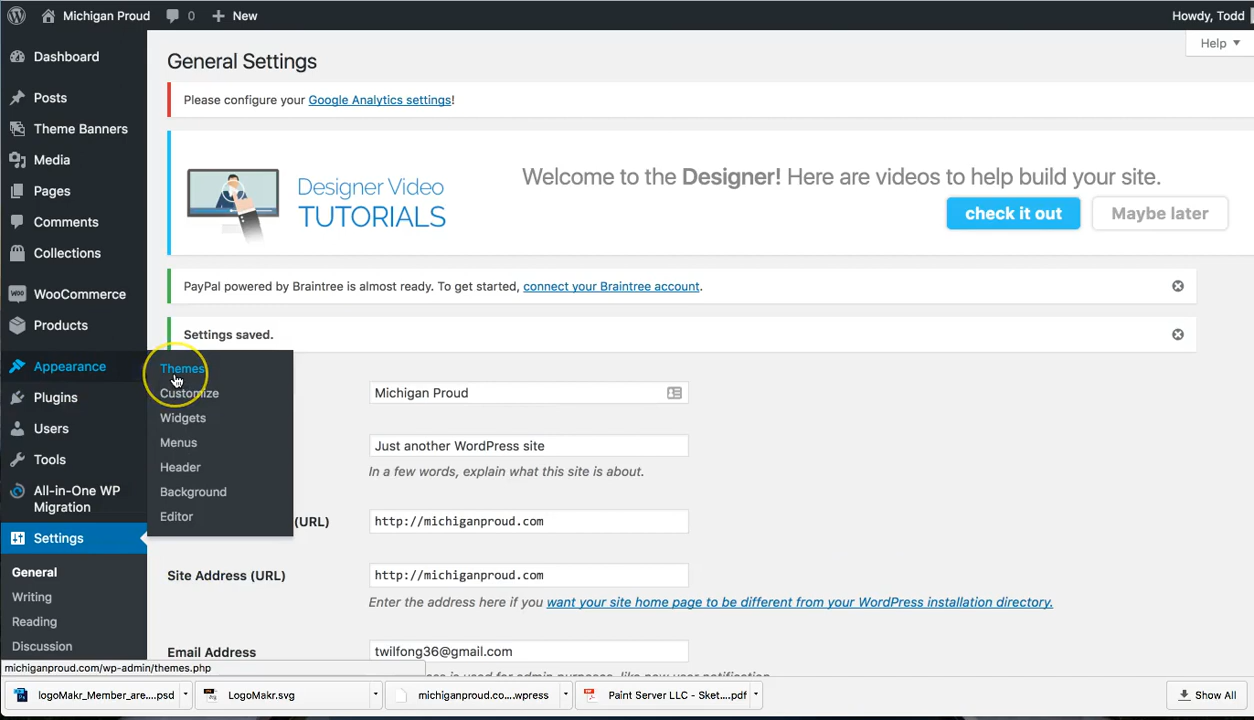 Michigan Proud 0 New Howdy, Todd
Help
Dashboard
Posts
Theme Banners
Media
Pages
Comments
Collections
WooCommerce
Products
Appearance
Plugins
Users
Tools
All-in-One WP
Migration
Settings
General
Writing
Reading
Discussion
Themes
Customize
Widgets
Menus
Header
Background
Editor
General Settings
Please configure your Google Analytics settings!
Designer Video
TUTORIALS
Welcome to the Designer! Here are videos to help build your site.
check it out Maybe later
PayPal powered by Braintree is almost ready. To get started, connect your Braintree account.
Settings saved.
Michigan Proud
Just another WordPress site
In a few words, explain what this site is about.
(URL) http://michiganproud.com
Site Address (URL) http://michiganproud.com
Enter the address here if you want your site home page to be different from your WordPress installation directory.
Email Address twilfong36@gmail.com
michiganproud.com/wp-admin/themes.php
logoMakr_Member_are....psd LogoMakr.svg michiganproud.co....wpress Paint Server LLC - Sket....pdf Show All